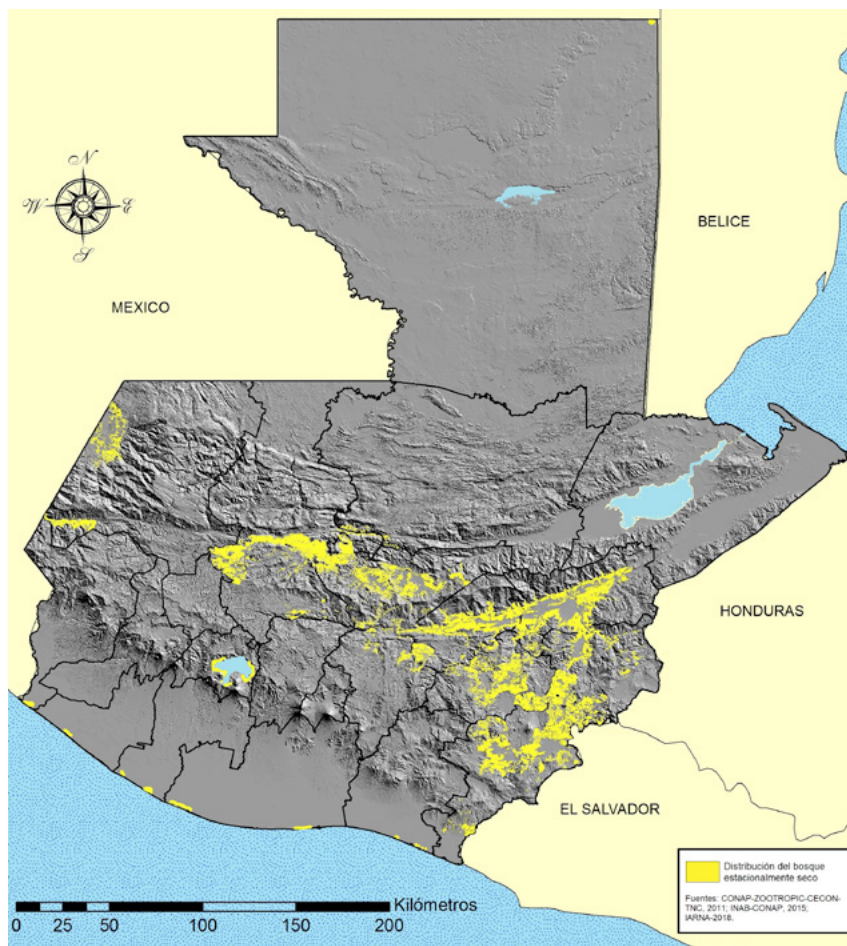 N
W
E
S
BELICE
MEXICO
HONDURAS
EL SALVADOR
Distribución del bosque
estacionalmente seco
Fuentes: CONAP-ZOOTROPIC-CECON-
TNC, 2011; INAB-CONAP, 2015;
IARNA-2018.
Kilómetros
0 25 50 100 150 200